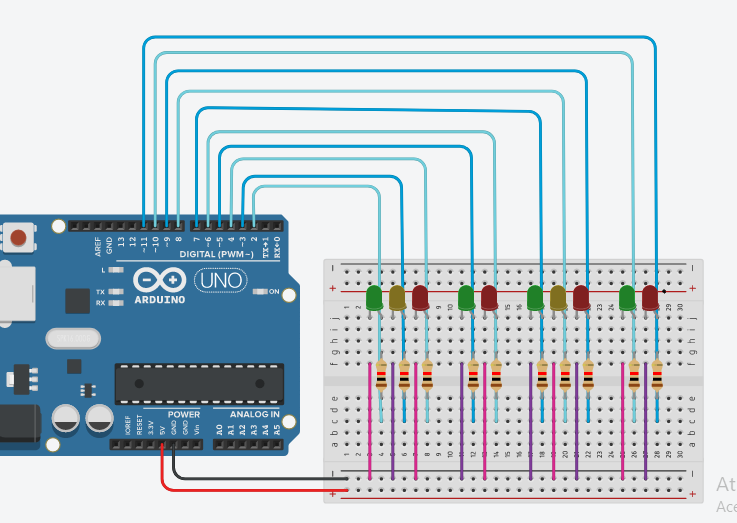 AREF
GND
13
12
~11
~10
~9
8
7
~6
~5
4
~3
2
TX→1
RX←0
DIGITAL (PWM~)
L
TX
RX
ARDUINO
UNO
ON
IOREF
RESET
3.3V
5V
GND
GND
Vin
POWER
ANALOG IN
A0
A1
A2
A3
A4
A5
At
Ace